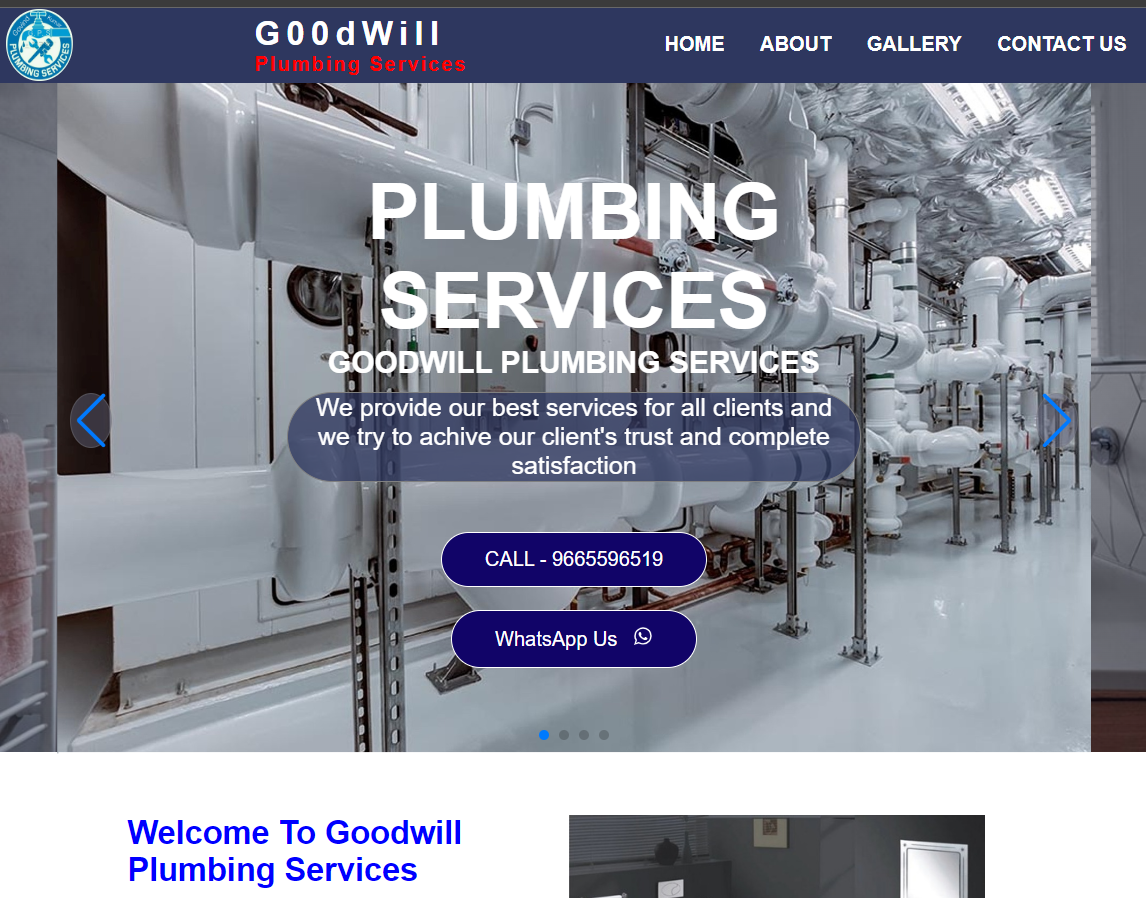 G00dWill
Plumbing Services
HOME ABOUT GALLERY CONTACT US
PLUMBING SERVICES
PLUMBING
SERVICES
GOODWILL PLUMBING SERVICES
We provide our best services for all clients and
we try to achive our client's trust and complete
satisfaction
CALL - 9665596519
WhatsApp Us
Welcome To Goodwill
Plumbing Services